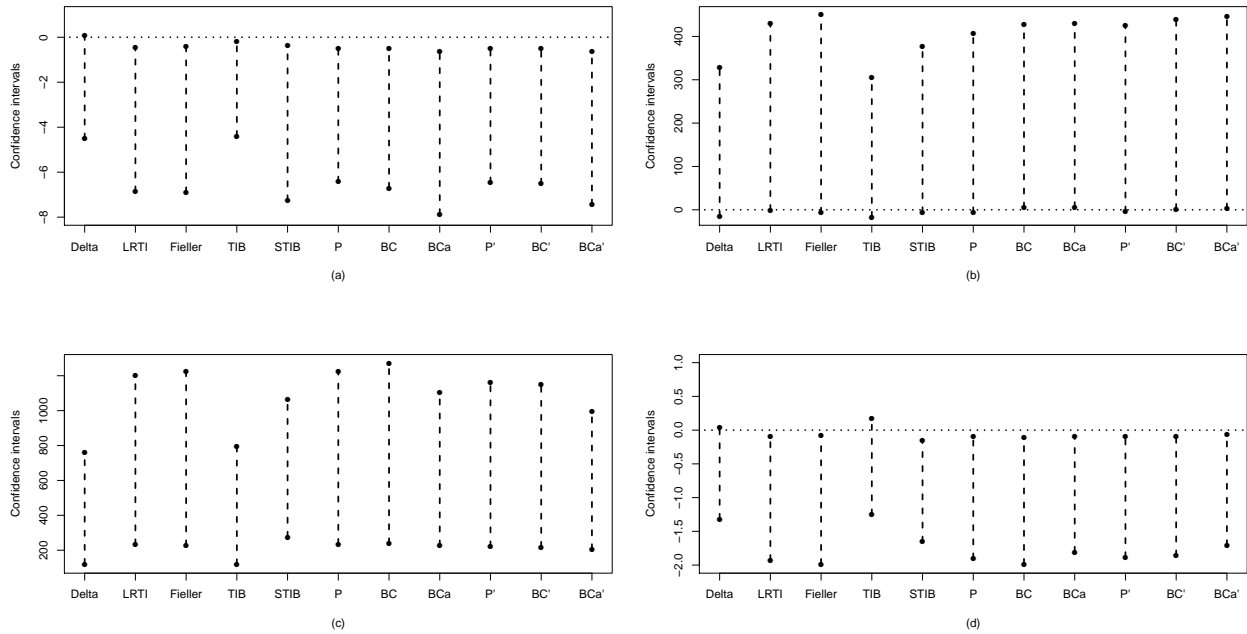 Confidence intervals
0
−2
−4
−6
−8
Delta LRTI Fieller TIB STIB P BC BCa P' BC' BCa'
(a)
Confidence intervals
400
300
200
100
0
Delta LRTI Fieller TIB STIB P BC BCa P' BC' BCa'
(b)
Confidence intervals
1000
800
600
400
200
Delta LRTI Fieller TIB STIB P BC BCa P' BC' BCa'
(c)
Confidence intervals
1.0
0.5
0.0
−0.5
−1.0
−1.5
−2.0
Delta LRTI Fieller TIB STIB P BC BCa P' BC' BCa'
(d)